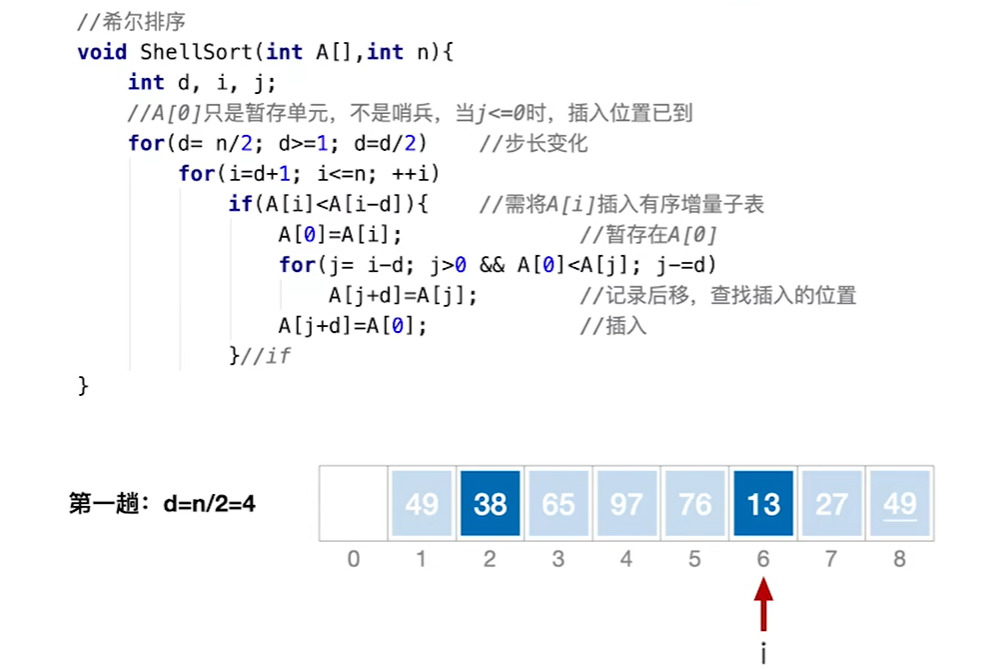 //希尔排序
void ShellSort(int A[],int n){
int d, i, j;
//A[0]只是暂存单元，不是哨兵，当j<=0时，插入位置已到
for(d= n/2; d>=1; d=d/2) //步长变化
for(i=d+1; i<=n; ++i)
if(A[i]<A[i-d]){ //需将A[i]插入有序增量子表
A[0]=A[i]; //暂存在A[0]
for(j= i-d; j>0 && A[0]<A[j]; j-=d)
A[j+d]=A[j]; //记录后移，查找插入的位置
A[j+d]=A[0]; //插入
}//if
}
第一趟：d=n/2=4 49 38 65 97 76 13 27 49
0 1 2 3 4 5 6 7 8
i